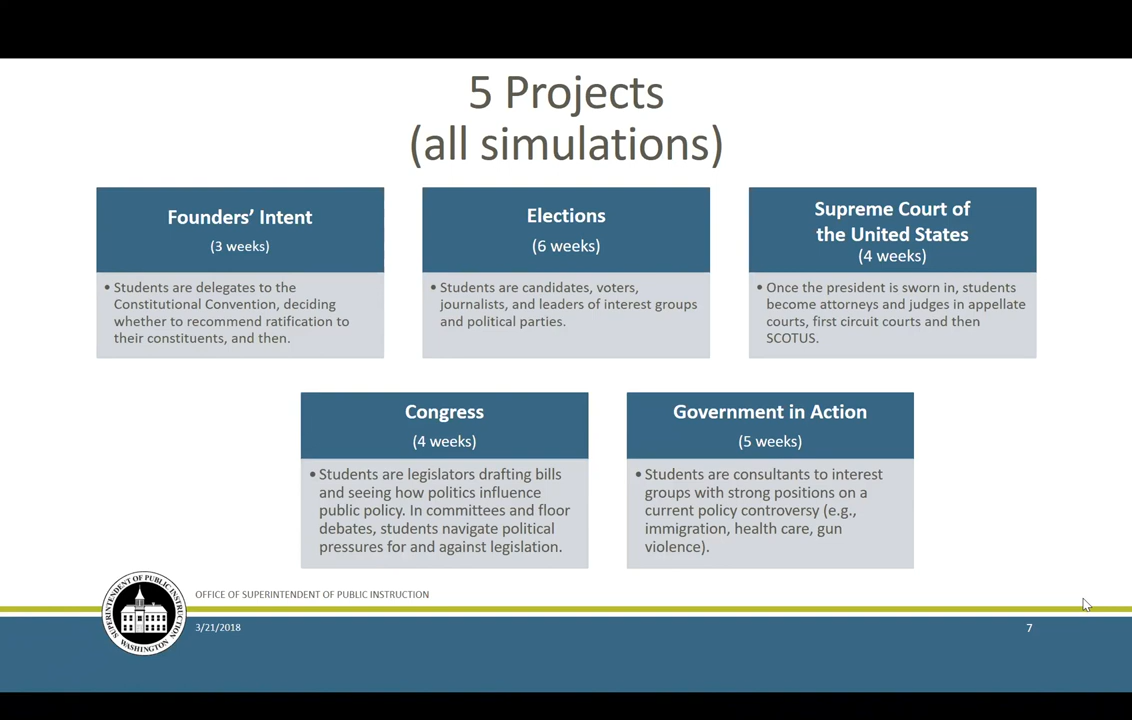 5 Projects
(all simulations)
Founders’ Intent
(3 weeks)
• Students are delegates to the
Constitutional Convention, deciding
whether to recommend ratification to
their constituents, and then.
Elections
(6 weeks)
• Students are candidates, voters,
journalists, and leaders of interest groups
and political parties.
Supreme Court of
the United States
(4 weeks)
• Once the president is sworn in, students
become attorneys and judges in appellate
courts, first circuit courts and then
SCOTUS.
Congress
(4 weeks)
• Students are legislators drafting bills
and seeing how politics influence
public policy. In committees and floor
debates, students navigate political
pressures for and against legislation.
Government in Action
(5 weeks)
• Students are consultants to interest
groups with strong positions on a
current policy controversy (e.g.,
immigration, health care, gun
violence).
SUPERINTENDENT OF PUBLIC INSTRUCTION
WASHINGTON
OFFICE OF SUPERINTENDENT OF PUBLIC INSTRUCTION
3/21/2018
7